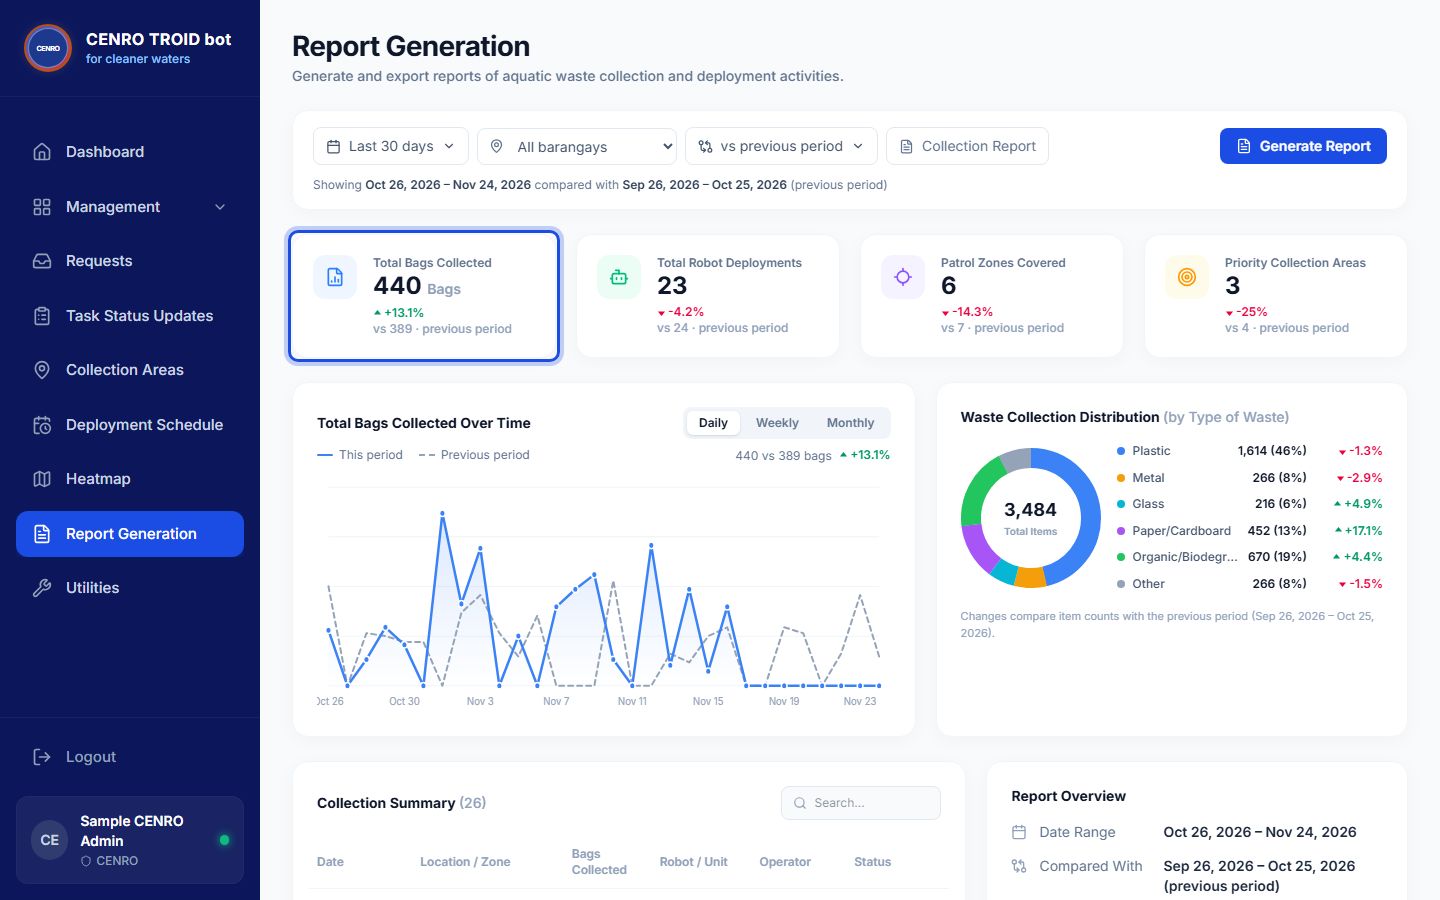 CENRO
CENRO TROID bot
for cleaner waters
Dashboard
Management
Requests
Task Status Updates
Collection Areas
Deployment Schedule
Heatmap
Report Generation
Utilities
Logout
CE
Sample CENRO
Admin
CENRO
Report Generation
Generate and export reports of aquatic waste collection and deployment activities.
Last 30 days
All barangays
vs previous period
Collection Report
Generate Report
Showing Oct 26, 2026 – Nov 24, 2026 compared with Sep 26, 2026 – Oct 25, 2026 (previous period)
Total Bags Collected
440 Bags
+13.1%
vs 389 · previous period
Total Robot Deployments
23
-4.2%
vs 24 · previous period
Patrol Zones Covered
6
-14.3%
vs 7 · previous period
Priority Collection Areas
3
-25%
vs 4 · previous period
Total Bags Collected Over Time
Daily Weekly Monthly
This period Previous period
440 vs 389 bags +13.1%
Oct 26 Oct 30 Nov 3 Nov 7 Nov 11 Nov 15 Nov 19 Nov 23
Waste Collection Distribution (by Type of Waste)
3,484
Total Items
Plastic 1,614 (46%) -1.3%
Metal 266 (8%) -2.9%
Glass 216 (6%) +4.9%
Paper/Cardboard 452 (13%) +17.1%
Organic/Biodegr... 670 (19%) +4.4%
Other 266 (8%) -1.5%
Changes compare item counts with the previous period (Sep 26, 2026 – Oct 25,
2026).
Collection Summary (26)
Search...
Date Location / Zone Bags Collected Robot / Unit Operator Status
Report Overview
Date Range Oct 26, 2026 – Nov 24, 2026
Compared With Sep 26, 2026 – Oct 25, 2026
(previous period)